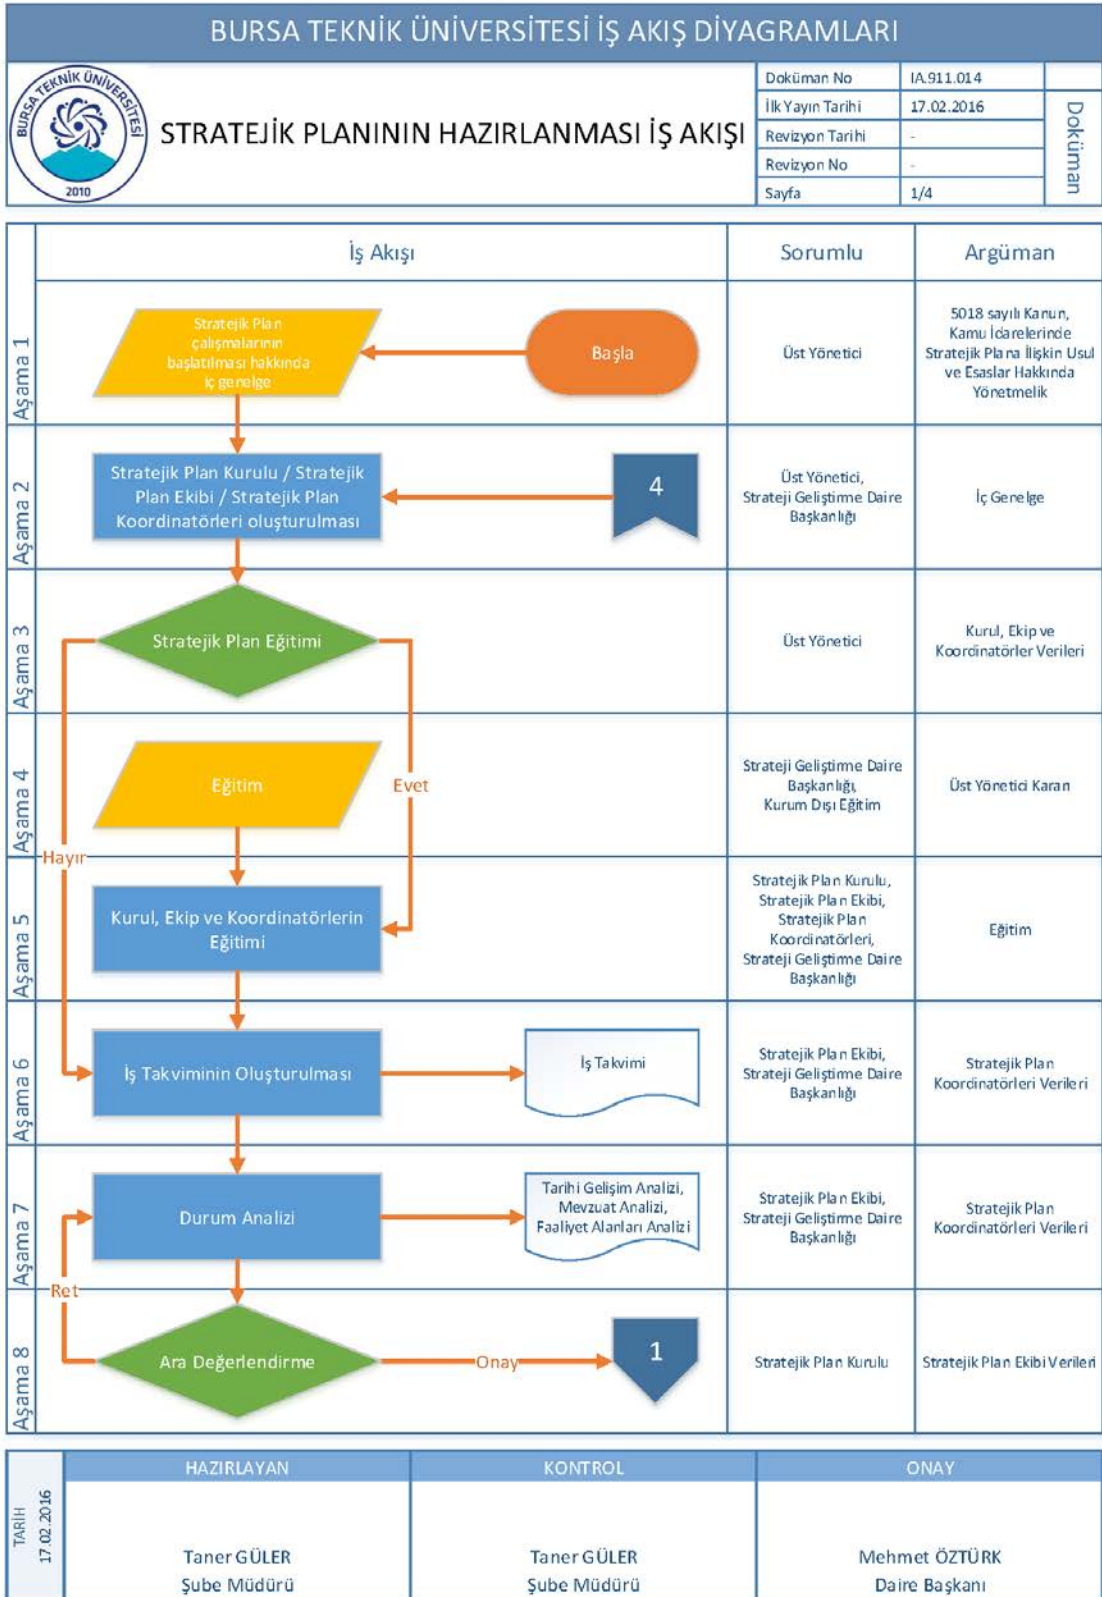 BURSA TEKNİK ÜNİVERSİTESİ İŞ AKIŞ DİYAGRAMLARI
BURSA TEKNİK ÜNİVERSİTESİ
2010
STRATEJİK PLANININ HAZIRLANMASI İŞ AKIŞI
Doküman No IA.911.014
İlk Yayın Tarihi 17.02.2016
Revizyon Tarihi -
Revizyon No -
Sayfa 1/4
Doküman
İş Akışı Sorumlu Argüman
Aşama 1
Stratejik Plan
çalışmalarının
başlatılması hakkında
iç genelge
Başla
Üst Yönetici
5018 sayılı Kanun,
Kamu İdarelerinde
Stratejik Plana İlişkin Usul
ve Esaslar Hakkında
Yönetmelik
Aşama 2
Stratejik Plan Kurulu / Stratejik
Plan Ekibi / Stratejik Plan
Koordinatörleri oluşturulması
4
Üst Yönetici,
Strateji Geliştirme Daire
Başkanlığı
İç Genelge
Aşama 3
Stratejik Plan Eğitimi
Üst Yönetici
Kurul, Ekip ve
Koordinatörler Verileri
Aşama 4
Eğitim
Evet
Strateji Geliştirme Daire
Başkanlığı,
Kurum Dışı Eğitim
Üst Yönetici Kararı
Hayır
Aşama 5
Kurul, Ekip ve Koordinatörlerin
Eğitimi
Stratejik Plan Kurulu,
Stratejik Plan Ekibi,
Stratejik Plan
Koordinatörleri,
Strateji Geliştirme Daire
Başkanlığı
Eğitim
Aşama 6
İş Takviminin Oluşturulması
İş Takvimi
Stratejik Plan Ekibi,
Strateji Geliştirme Daire
Başkanlığı
Stratejik Plan
Koordinatörleri Verileri
Aşama 7
Durum Analizi
Tarihi Gelişim Analizi,
Mevzuat Analizi,
Faaliyet Alanları Analizi
Stratejik Plan Ekibi,
Strateji Geliştirme Daire
Başkanlığı
Stratejik Plan
Koordinatörleri Verileri
Ret
Aşama 8
Ara Değerlendirme
Onay
1
Stratejik Plan Kurulu
Stratejik Plan Ekibi Verileri
TARİH
17.02.2016
HAZIRLAYAN KONTROL ONAY
Taner GÜLER Taner GÜLER Mehmet ÖZTÜRK
Şube Müdürü Şube Müdürü Daire Başkanı